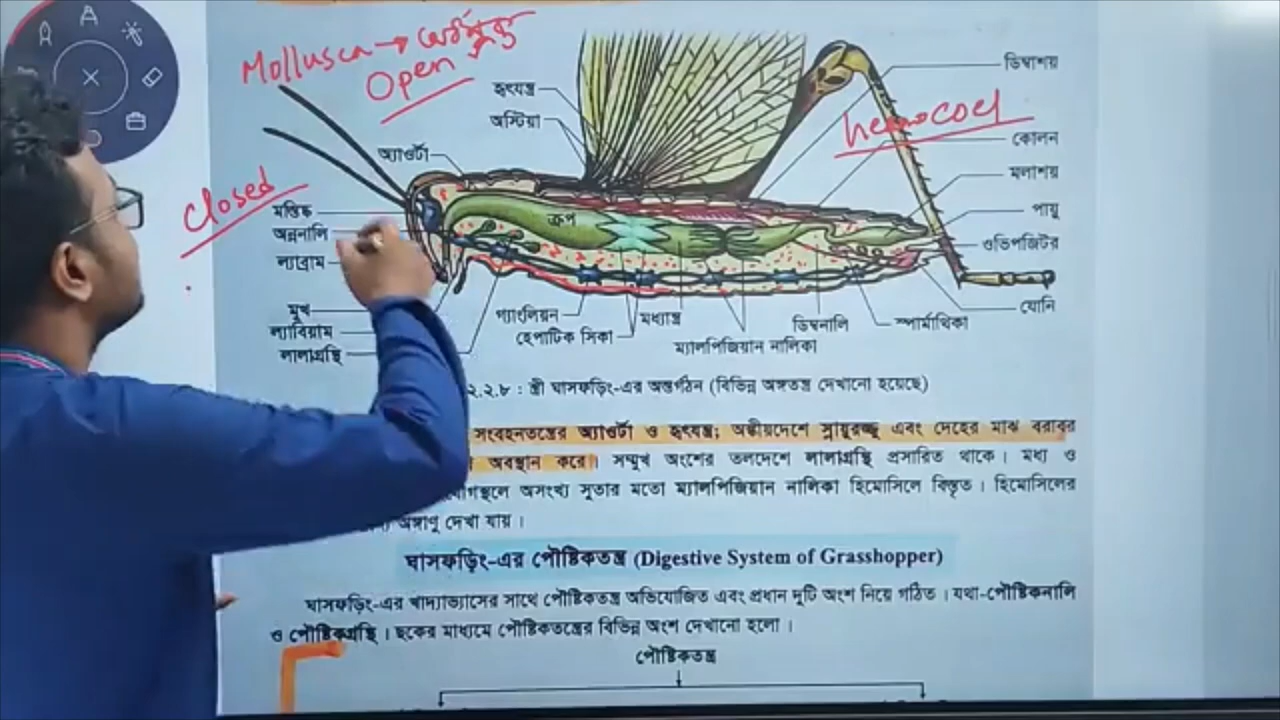 Mollusca → অর্ধমুক্ত
Open
closed
hemocoel
হৃৎযন্ত্র
অস্টিয়া
অ্যাওর্টা
মস্তিষ্ক
অন্ননালি
ল্যাব্রাম
মুখ
ল্যাবিয়াম
লালাগ্রন্থি
ক্রপ
ডিম্বাশয়
কোলন
মলাশয়
পায়ু
ওভিপজিটর
যোনি
গ্যাংলিয়ন
হেপাটিক সিকা
মধ্যান্ত্র
ম্যালপিজিয়ান নালিকা
ডিম্বনালি
স্পার্মাথিকা
২.২.৮ : স্ত্রী ঘাসফড়িং-এর অন্তর্গঠন (বিভিন্ন অঙ্গতন্ত্র দেখানো হয়েছে)
সংবহনতন্ত্রের অ্যাওর্টা ও হৃৎযন্ত্র; অঙ্কীয়দেশে স্নায়ুরজ্জু এবং দেহের মাঝ বরাবর
অবস্থান করে। সম্মুখ অংশের তলদেশে লালাগ্রন্থি প্রসারিত থাকে। মধ্য ও
অসংখ্য সুতার মতো ম্যালপিজিয়ান নালিকা হিমোসিলে বিস্তৃত। হিমোসিলের
অঙ্গাণু দেখা যায়।
ঘাসফড়িং-এর পৌষ্টিকতন্ত্র (Digestive System of Grasshopper)
ঘাসফড়িং-এর খাদ্যাভ্যাসের সাথে পৌষ্টিকতন্ত্র অভিযোজিত এবং প্রধান দুটি অংশ নিয়ে গঠিত। যথা-পৌষ্টিকনালি
ও পৌষ্টিকগ্রন্থি। ছকের মাধ্যমে পৌষ্টিকতন্ত্রের বিভিন্ন অংশ দেখানো হলো।
পৌষ্টিকতন্ত্র